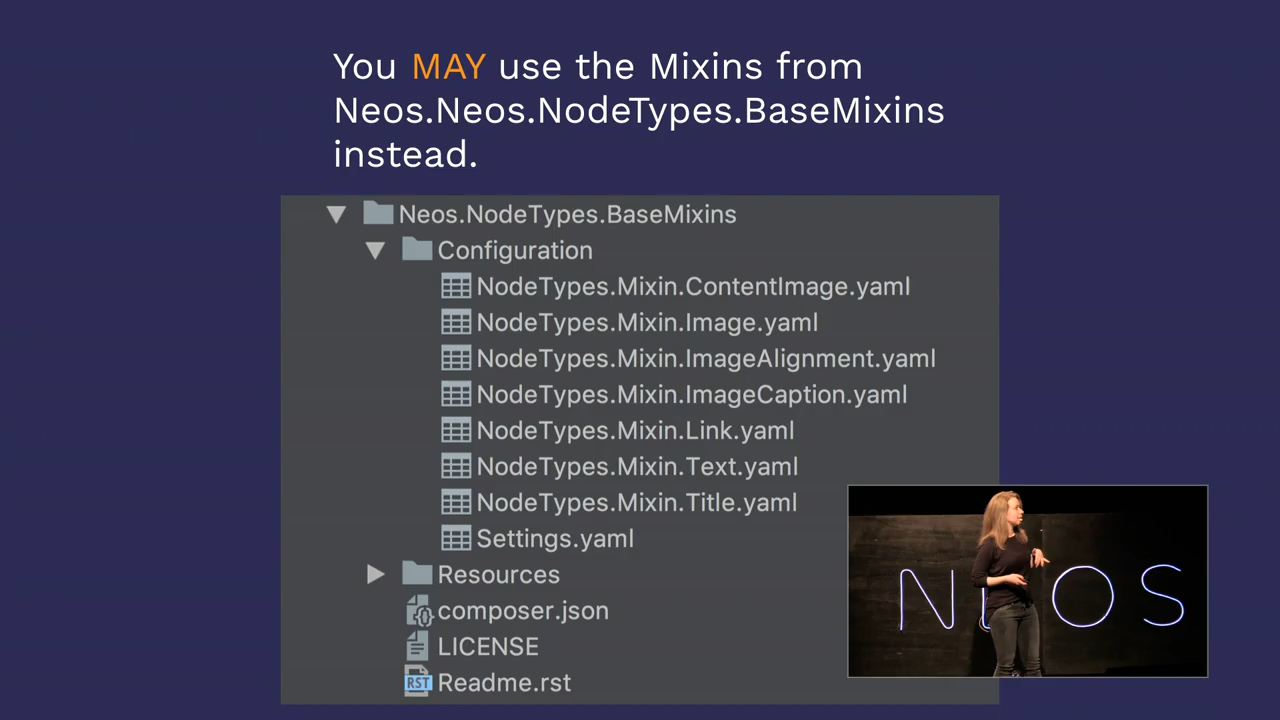 You MAY use the Mixins from
Neos.Neos.NodeTypes.BaseMixins
instead.
Neos.NodeTypes.BaseMixins
Configuration
NodeTypes.Mixin.ContentImage.yaml
NodeTypes.Mixin.Image.yaml
NodeTypes.Mixin.ImageAlignment.yaml
NodeTypes.Mixin.ImageCaption.yaml
NodeTypes.Mixin.Link.yaml
NodeTypes.Mixin.Text.yaml
NodeTypes.Mixin.Title.yaml
Settings.yaml
Resources
composer.json
LICENSE
RST Readme.rst
NEOS